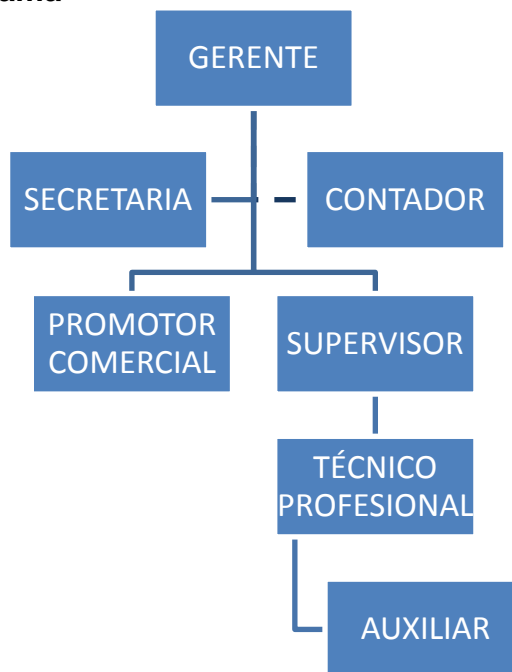 GERENTE
SECRETARIA
CONTADOR
PROMOTOR
COMERCIAL
SUPERVISOR
TÉCNICO
PROFESIONAL
AUXILIAR